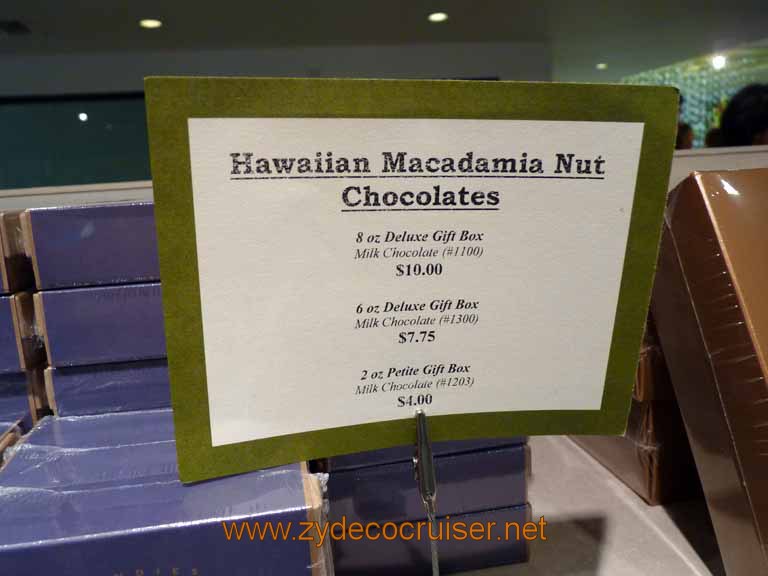 Hawaiian Macadamia Nut
Chocolates
8 oz Deluxe Gift Box
Milk Chocolate (#1100)
$10.00
6 oz Deluxe Gift Box
Milk Chocolate (#1300)
$7.75
2 oz Petite Gift Box
Milk Chocolate (#1203)
$4.00
www.zydecocruiser.net